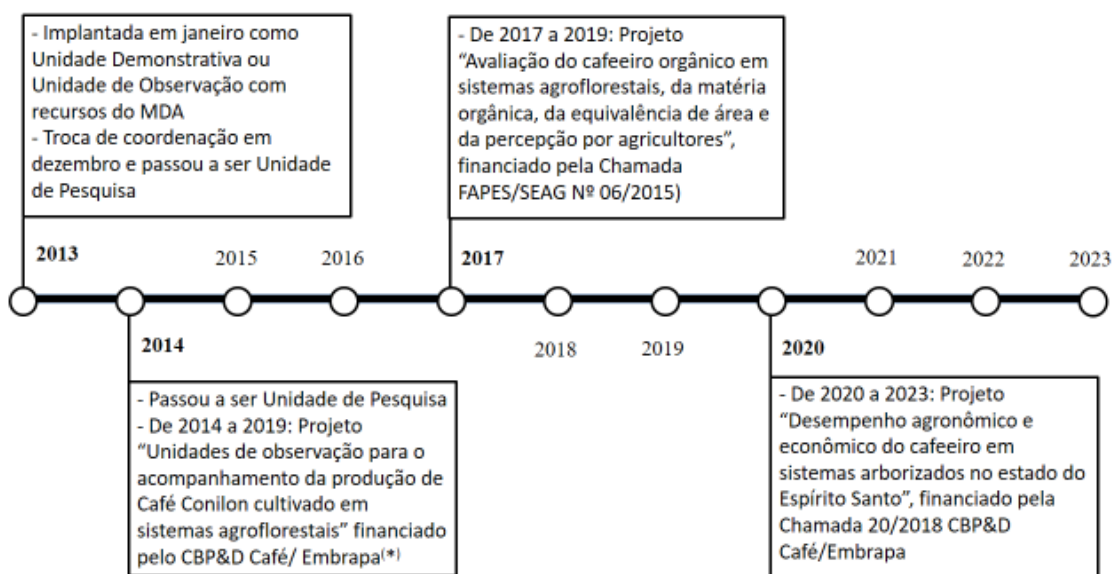 - Implantada em janeiro como
Unidade Demonstrativa ou
Unidade de Observação com
recursos do MDA
- Troca de coordenação em
dezembro e passou a ser Unidade
de Pesquisa
- De 2017 a 2019: Projeto
“Avaliação do cafeeiro orgânico em
sistemas agroflorestais, da matéria
orgânica, da equivalência de área e
da percepção por agricultores”,
financiado pela Chamada
FAPES/SEAG Nº 06/2015)
2013
2015
2016
2017
2021
2022
2023
2014
2018
2019
2020
- Passou a ser Unidade de Pesquisa
- De 2014 a 2019: Projeto
“Unidades de observação para o
acompanhamento da produção de
Café Conilon cultivado em
sistemas agroflorestais” financiado
pelo CBP&D Café/ Embrapa(*)
- De 2020 a 2023: Projeto
“Desempenho agronômico e
econômico do cafeeiro em
sistemas arborizados no estado do
Espírito Santo”, financiado pela
Chamada 20/2018 CBP&D
Café/Embrapa